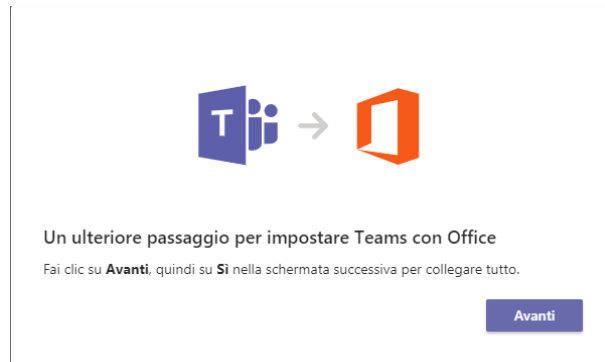 T
Un ulteriore passaggio per impostare Teams con Office
Fai clic su Avanti, quindi su Sì nella schermata successiva per collegare tutto.
Avanti